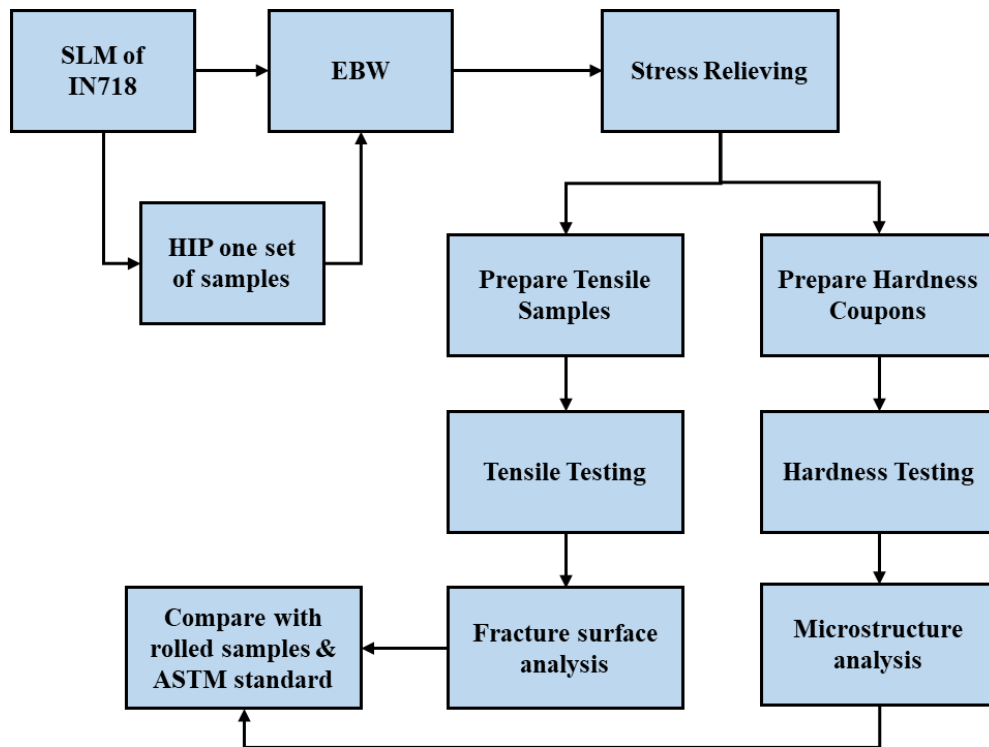 SLM of
IN718
EBW
Stress Relieving
HIP one set
of samples
Prepare Tensile
Samples
Prepare Hardness
Coupons
Tensile Testing
Hardness Testing
Compare with
rolled samples &
ASTM standard
Fracture surface
analysis
Microstructure
analysis